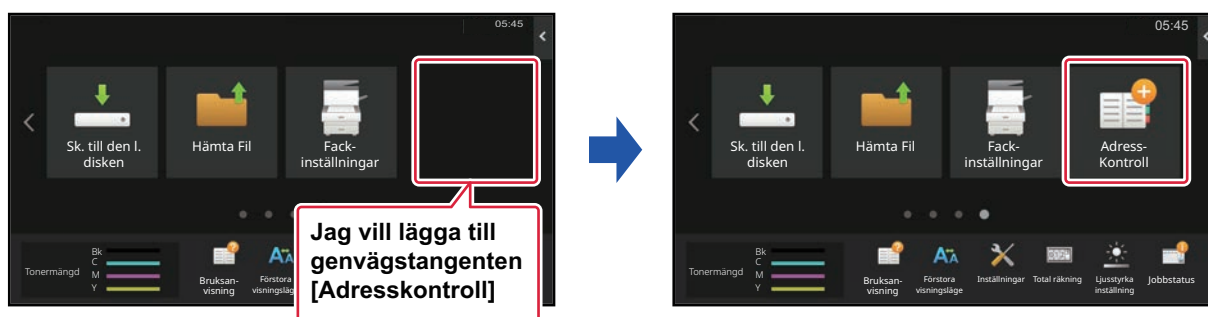 05:45
Sk. till den l.
disken
Hämta Fil
Fack-
inställningar
Jag vill lägga till
genvägstangenten
[Adresskontroll]
Tonermängd
Bk
C
M
Y
Bruksan-
visning
Förstora
visningsläge
05:45
Sk. till den l.
disken
Hämta Fil
Fack-
inställningar
Adress-
Kontroll
Tonermängd
Bk
C
M
Y
Bruksan-
visning
Förstora
visningsläge
Inställningar
Total räkning
Ljusstyrka
inställning
Jobbstatus